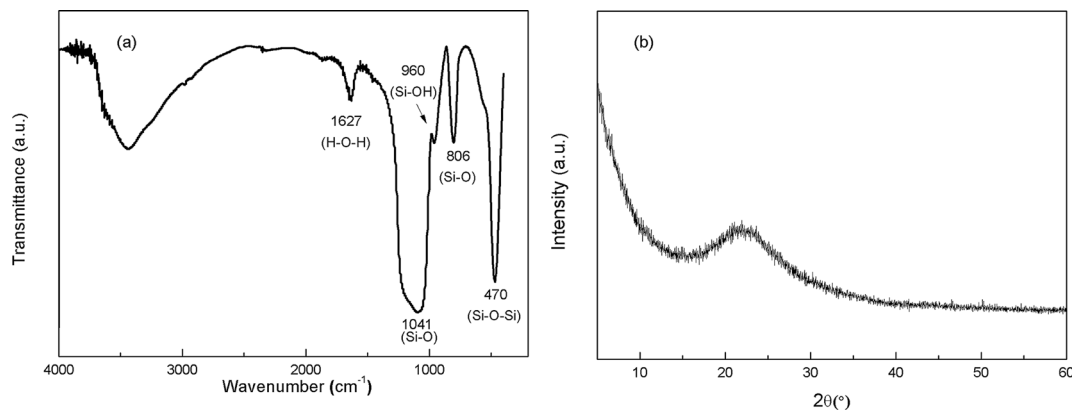 (a)
960
(Si-OH)
1627
(H-O-H)
806
(Si-O)
470
(Si-O-Si)
1041
(Si-O)
Transmittance (a.u.)
4000 3000 2000 1000
Wavenumber (cm⁻¹)
(b)
Intensity (a.u.)
10 20 30 40 50 60
2θ(°)